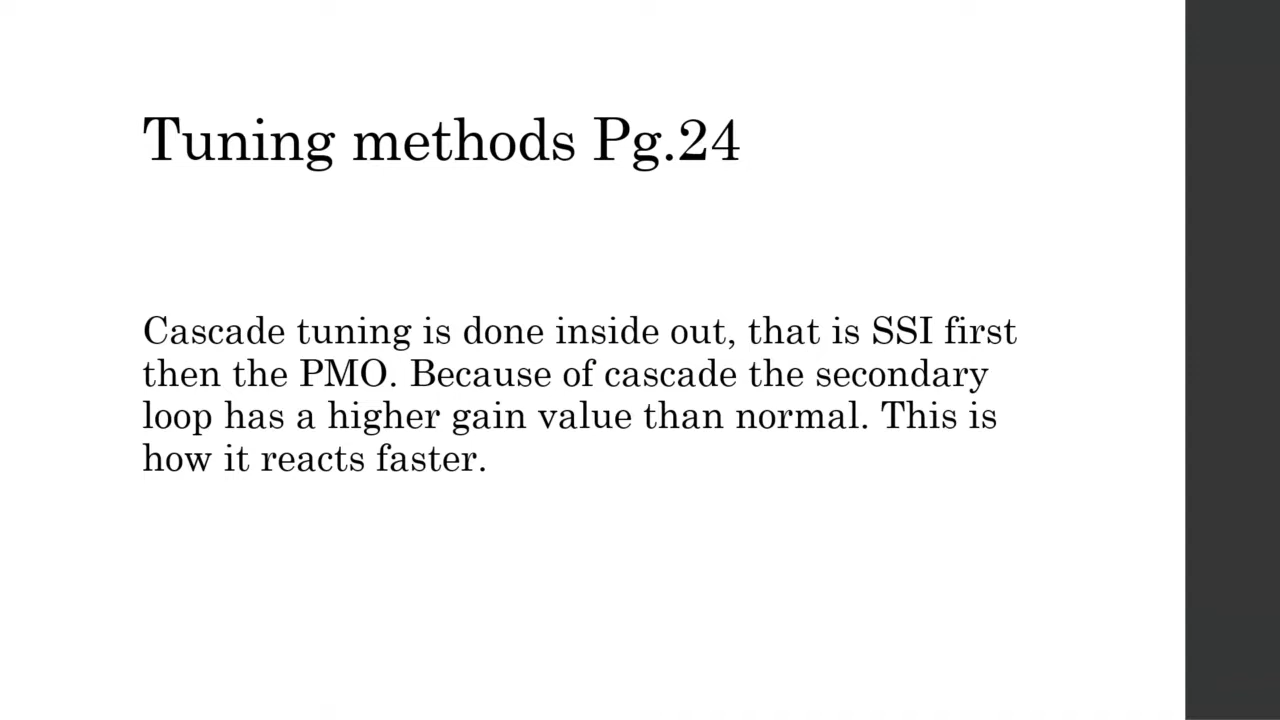 Tuning methods Pg.24
Cascade tuning is done inside out, that is SSI first
then the PMO. Because of cascade the secondary
loop has a higher gain value than normal. This is
how it reacts faster.